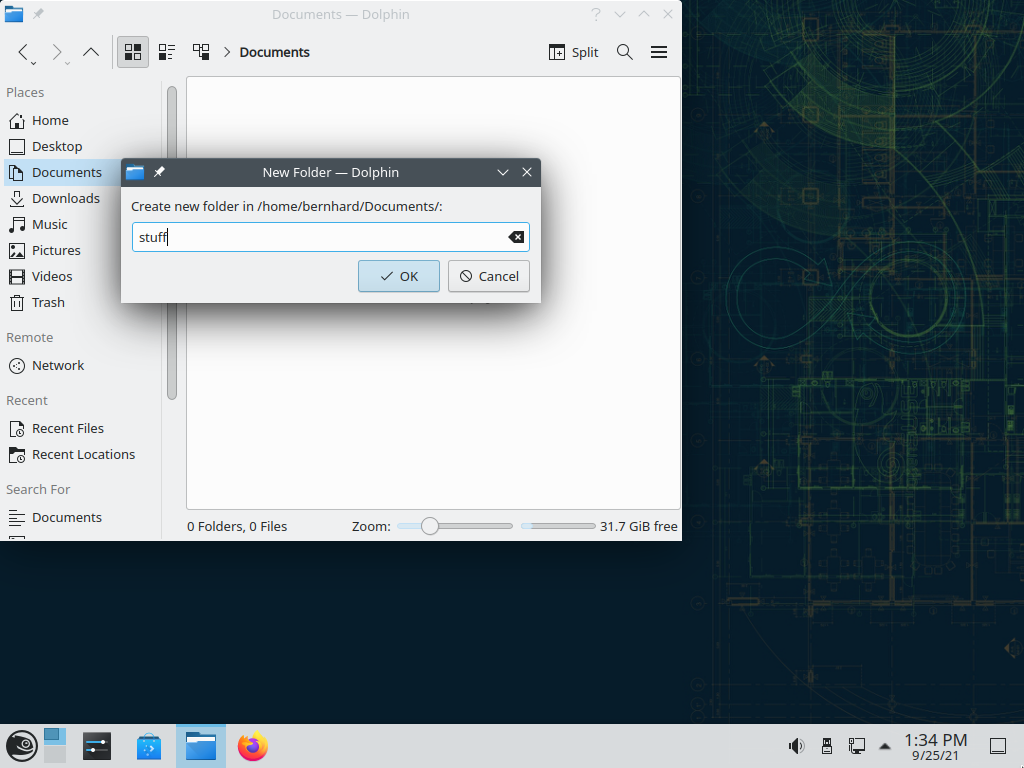 Documents — Dolphin
Documents
Split
Places
Home
Desktop
Documents
Downloads
Music
Pictures
Videos
Trash
Remote
Network
Recent
Recent Files
Recent Locations
Search For
Documents
New Folder — Dolphin
Create new folder in /home/bernhard/Documents/:
stuff
OK
Cancel
0 Folders, 0 Files
Zoom:
31.7 GiB free
1:34 PM
9/25/21